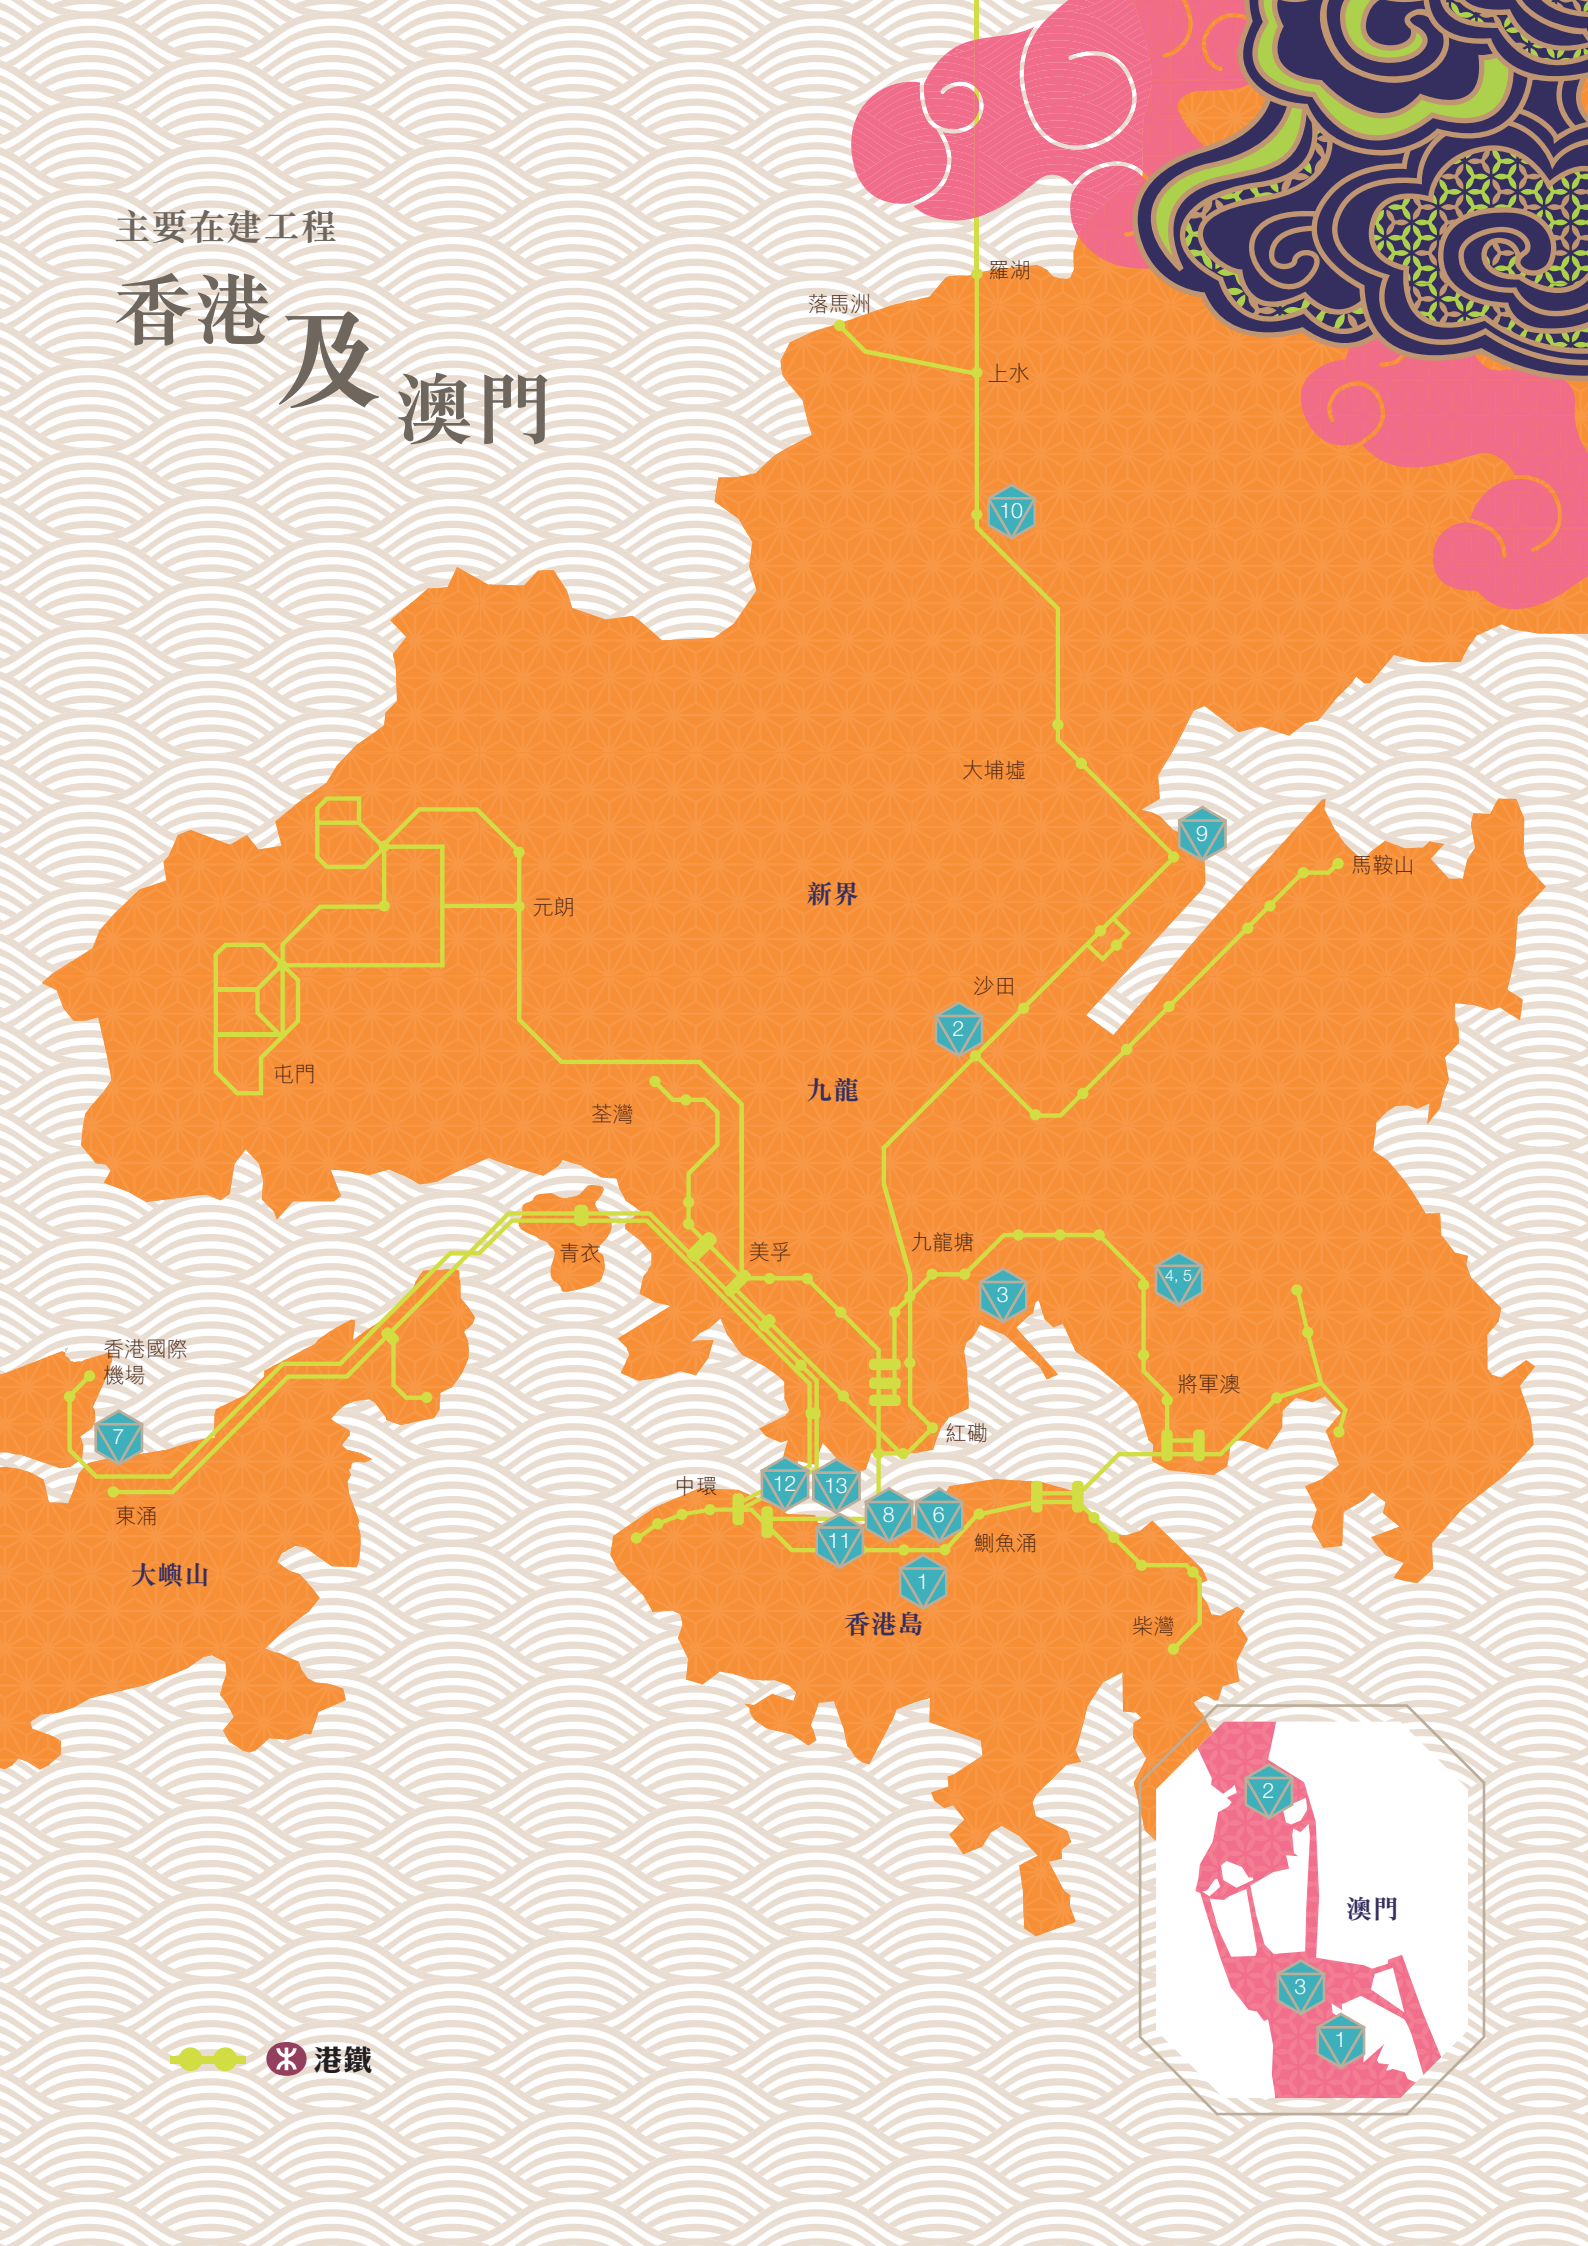 主要在建工程
香港
及
澳門
羅湖
落馬洲
上水
10
大埔墟
9
馬鞍山
新界
元朗
沙田
2
屯門
九龍
荃灣
九龍塘
美孚
青衣
3
4, 5
香港國際
機場
將軍澳
7
紅磡
中環
12
13
8
6
東涌
11
鰂魚涌
大嶼山
1
香港島
柴灣
2
澳門
3
1
港鐵